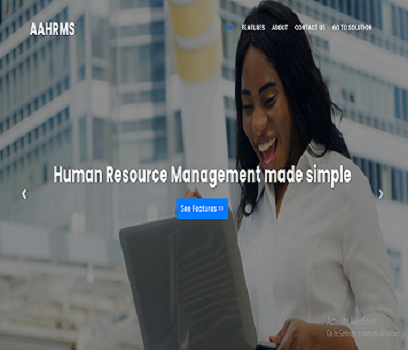 AAHRMS
FEATURES ABOUT CONTACT US GO TO SOLUTION
Human Resource Management made simple
See Features >>
Activate Windows
Go to Settings to activate Windows.